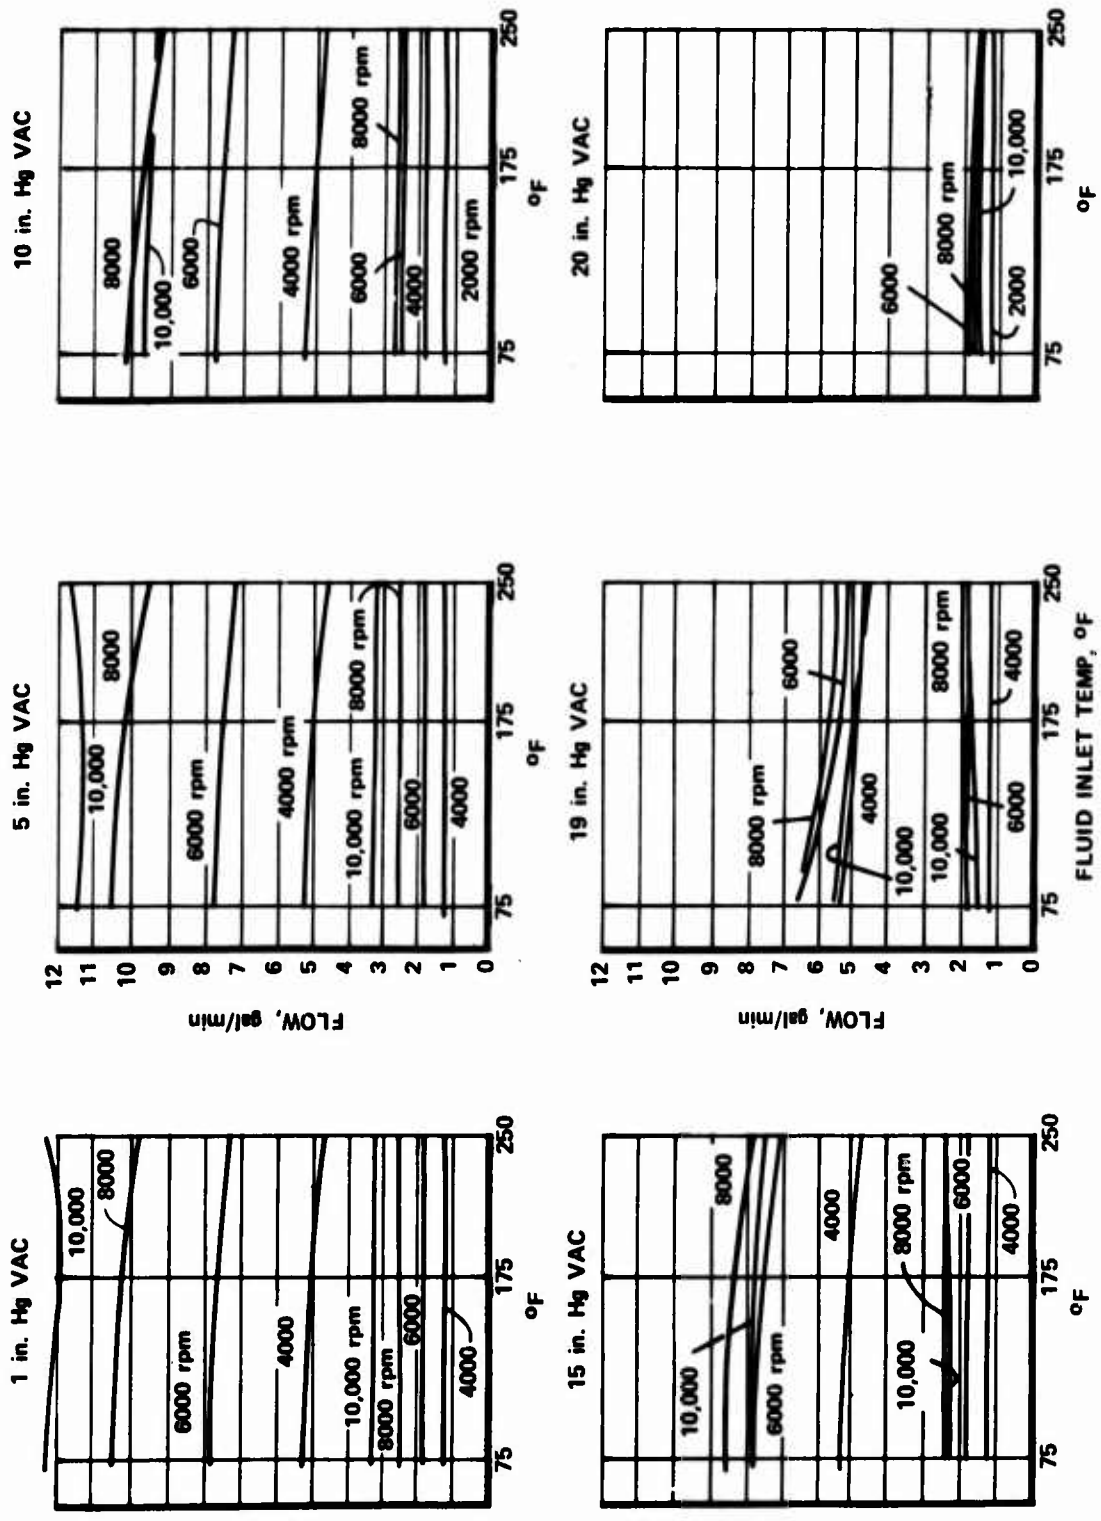 1 in. Hg VAC
10,000
8000
6000 rpm
4000
10,000 rpm
8000 rpm
6000
4000
75
175
250
°F
5 in. Hg VAC
12
11
10
9
8
7
6
5
4
3
2
1
0
FLOW, gal/min
10,000
8000
6000 rpm
4000 rpm
10,000 rpm
8000 rpm
6000
4000
75
175
250
°F
10 in. Hg VAC
8000
10,000
6000
4000 rpm
8000 rpm
6000
4000
2000 rpm
75
175
250
°F
15 in. Hg VAC
8000
10,000
6000 rpm
4000
8000 rpm
10,000
6000
4000
75
175
250
°F
19 in. Hg VAC
12
11
10
9
8
7
6
5
4
3
2
1
0
FLOW, gal/min
6000
8000 rpm
4000
10,000
10,000
8000 rpm
6000
4000
75
175
250
FLUID INLET TEMP, °F
20 in. Hg VAC
6000
8000 rpm
10,000
2000
75
175
250
°F